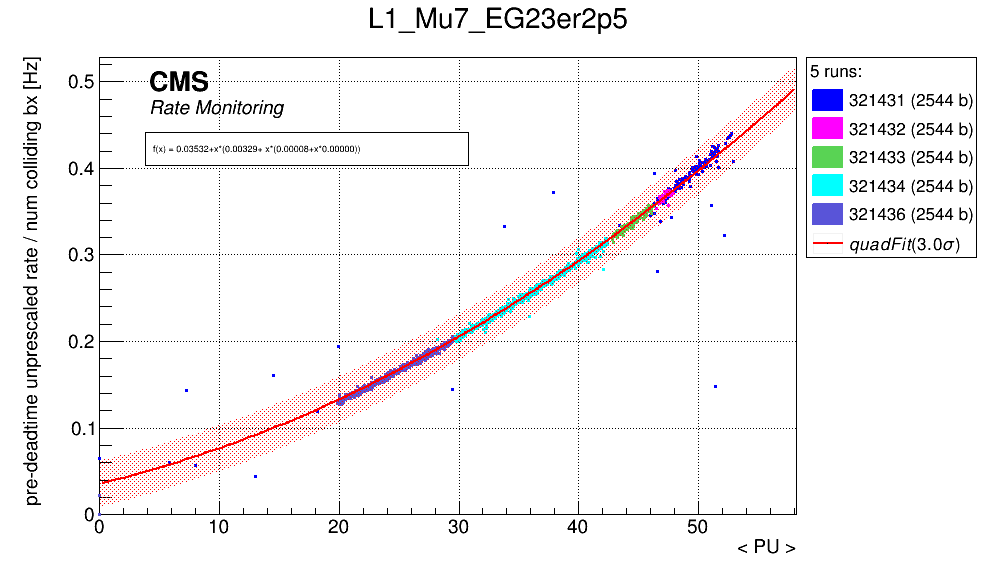 L1_Mu7_EG23er2p5
pre-deadtime unprescaled rate / num colliding bx [Hz]
0.5
0.4
0.3
0.2
0.1
0
CMS
Rate Monitoring
f(x) = 0.03532+x*(0.00329+ x*(0.00008+x*0.00000))
0 10 20 30 40 50
< PU >
5 runs:
321431 (2544 b)
321432 (2544 b)
321433 (2544 b)
321434 (2544 b)
321436 (2544 b)
quadFit(3.0σ)